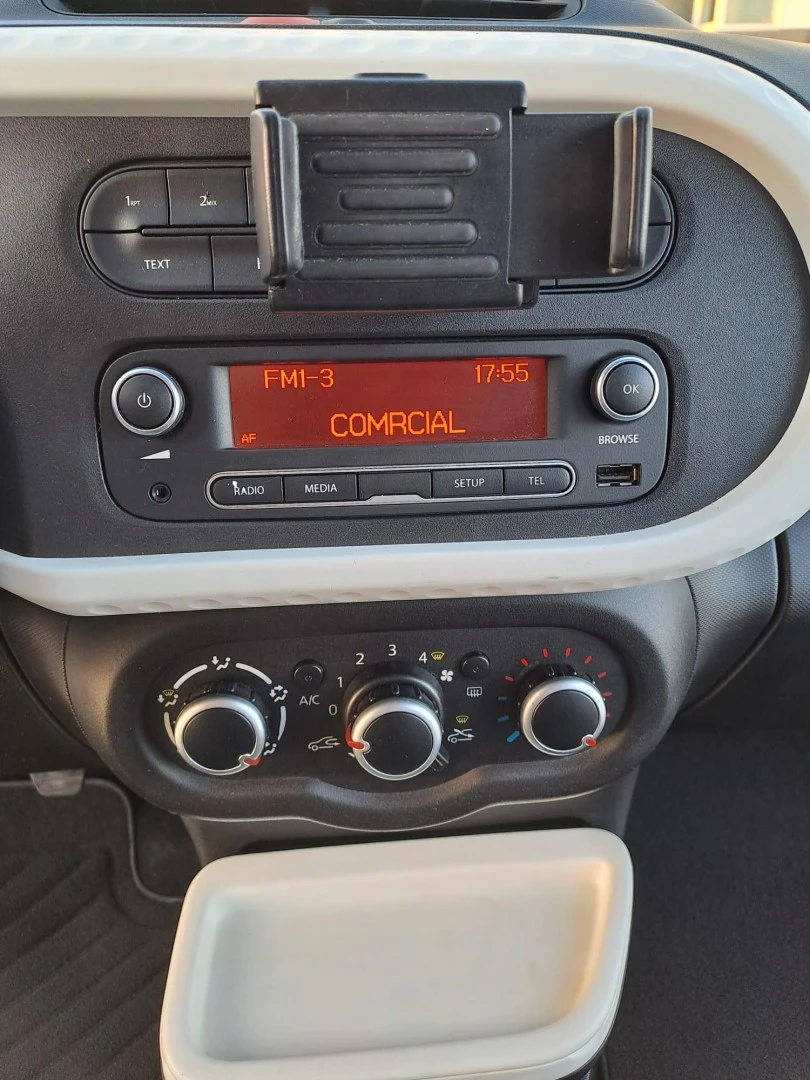 1RPT 2MIX
TEXT
FM1-3 17:55
COMRCIAL
AF
OK
BROWSE
RADIO MEDIA SETUP TEL
0 1 2 3 4
A/C